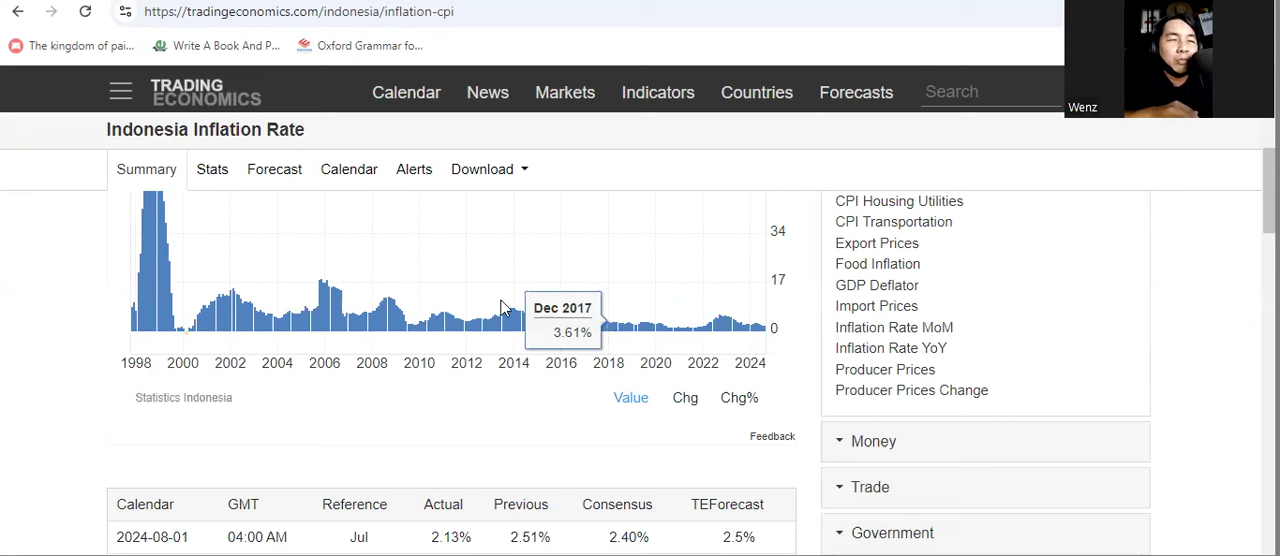 https://tradingeconomics.com/indonesia/inflation-cpi
The kingdom of pai... Write A Book And P... Oxford Grammar fo...
TRADING ECONOMICS
Calendar News Markets Indicators Countries Forecasts Search
Wenz
Indonesia Inflation Rate
Summary Stats Forecast Calendar Alerts Download
34
17
0
Dec 2017
3.61%
1998 2000 2002 2004 2006 2008 2010 2012 2014 2016 2018 2020 2022 2024
Statistics Indonesia
Value Chg Chg%
Feedback
CPI Housing Utilities
CPI Transportation
Export Prices
Food Inflation
GDP Deflator
Import Prices
Inflation Rate MoM
Inflation Rate YoY
Producer Prices
Producer Prices Change
Money
Trade
Government
Calendar GMT Reference Actual Previous Consensus TEForecast
2024-08-01 04:00 AM Jul 2.13% 2.51% 2.40% 2.5%